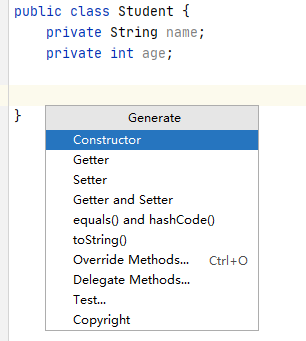 public class Student {
    private String name;
    private int age;
}
Generate
Constructor
Getter
Setter
Getter and Setter
equals() and hashCode()
toString()
Override Methods... Ctrl+O
Delegate Methods...
Test...
Copyright